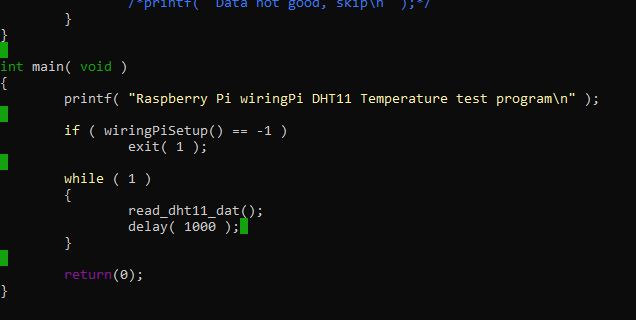 /*printf( "Data not good, skip\n" );*/
}
}
int main( void )
{
printf( "Raspberry Pi wiringPi DHT11 Temperature test program\n" );
if ( wiringPiSetup() == -1 )
exit( 1 );
while ( 1 )
{
read_dht11_dat();
delay( 1000 );
}
return(0);
}